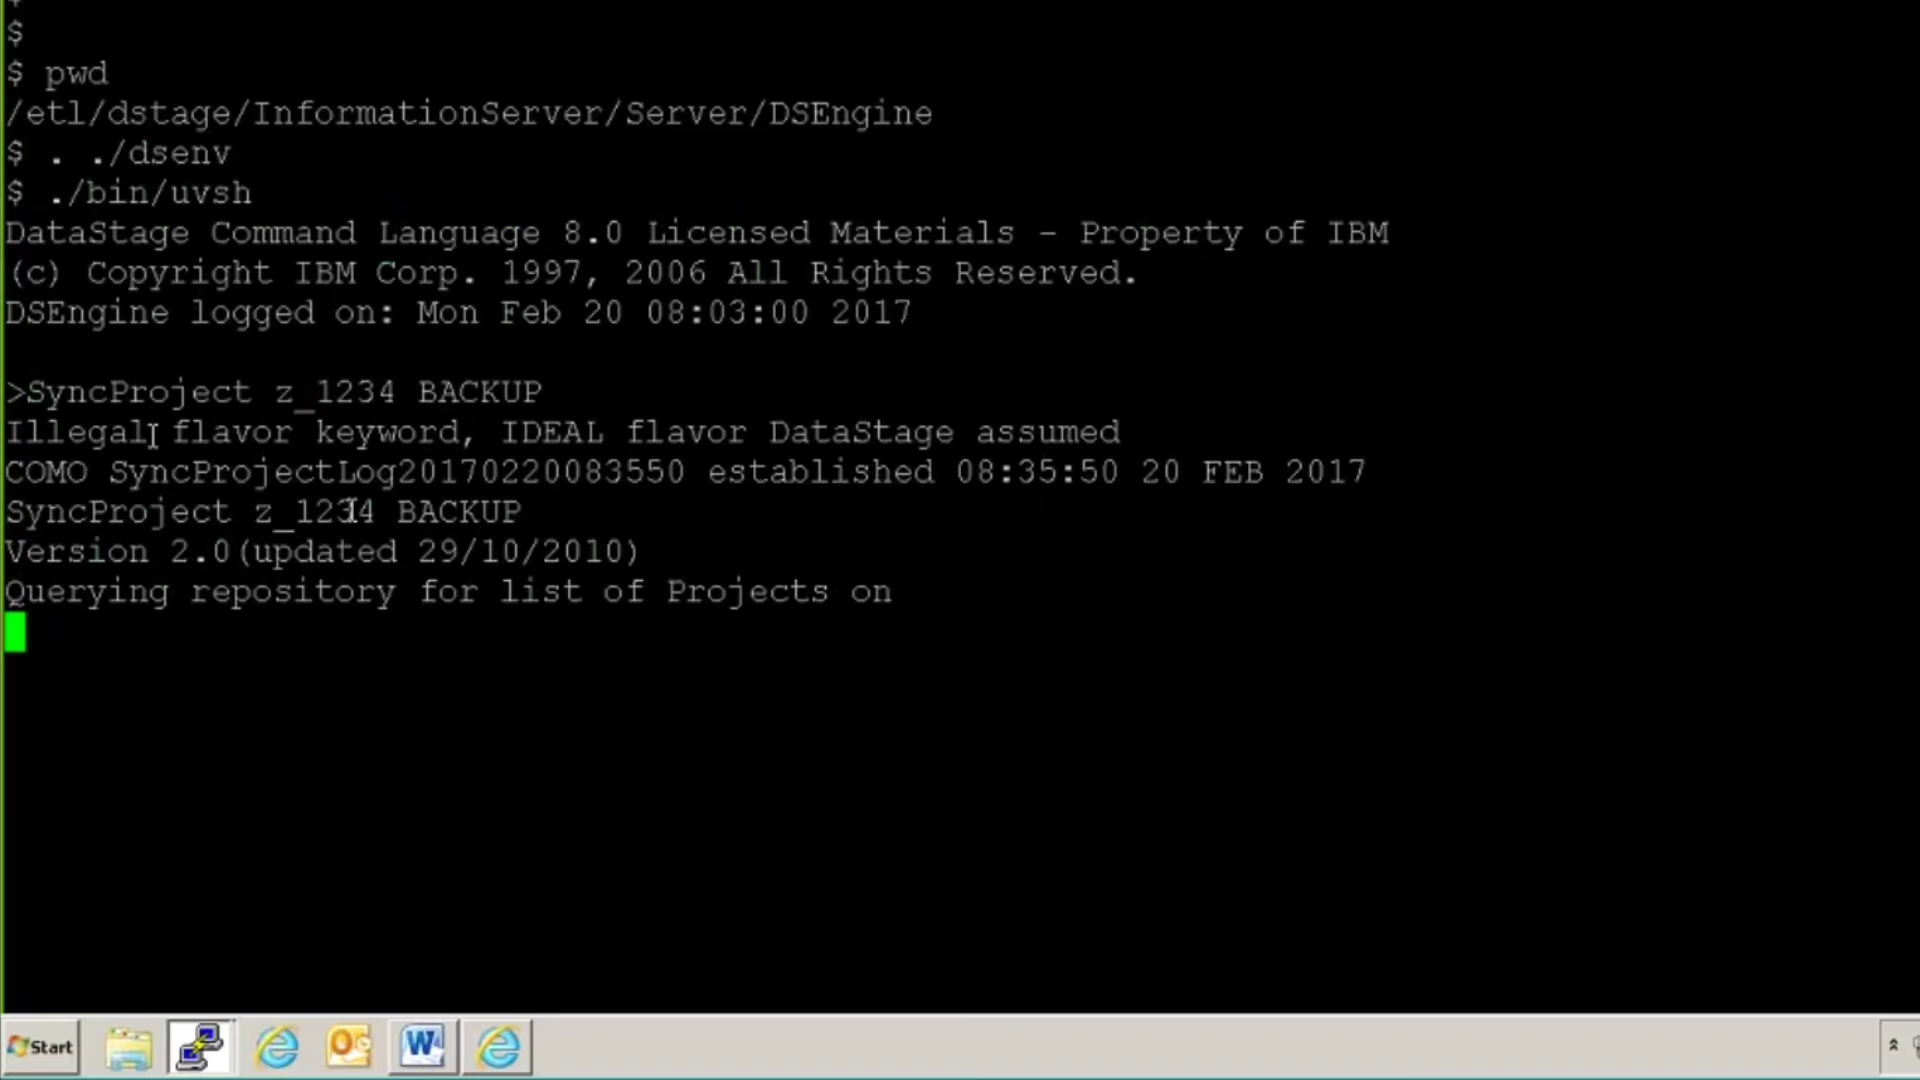 $
$ pwd
/etl/dstage/InformationServer/Server/DSEngine
$ . ./dsenv
$ ./bin/uvsh
DataStage Command Language 8.0 Licensed Materials - Property of IBM
(c) Copyright IBM Corp. 1997, 2006 All Rights Reserved.
DSEngine logged on: Mon Feb 20 08:03:00 2017
>SyncProject z_1234 BACKUP
Illegal flavor keyword, IDEAL flavor DataStage assumed
COMO SyncProjectLog20170220083550 established 08:35:50 20 FEB 2017
SyncProject z_1234 BACKUP
Version 2.0(updated 29/10/2010)
Querying repository for list of Projects on
Start